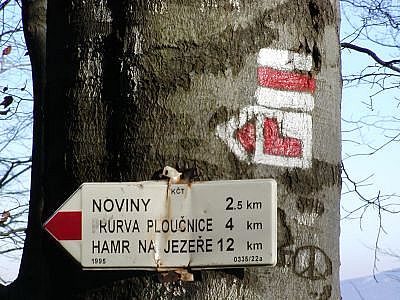 KČT
NOVINY 2.5 KM
PRŮRVA PLOUČNICE 4 KM
HAMR NA JEZEŘE 12 KM
1995 0335/22a